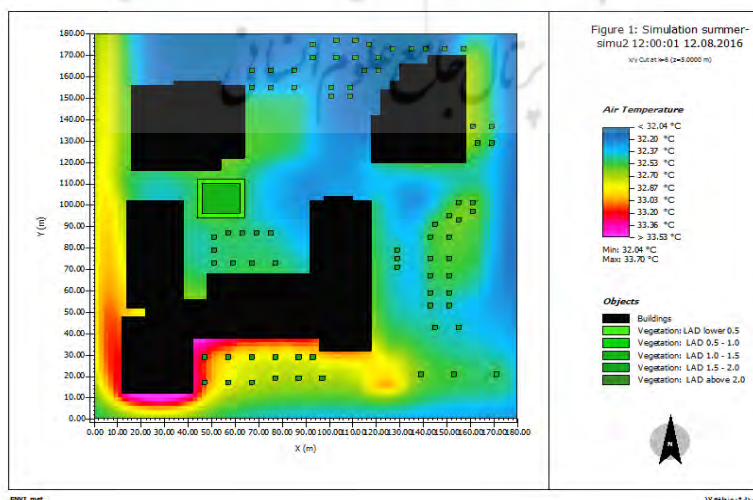 Figure 1: Simulation summer-
simu2 12:00:01 12.08.2016
x/y Cut at k=6 (z=5.0000 m)
Air Temperature
< 32.04 °C
32.20 °C
32.37 °C
32.53 °C
32.70 °C
32.87 °C
33.03 °C
33.20 °C
33.36 °C
> 33.53 °C
Min: 32.04 °C
Max: 33.70 °C
Objects
Buildings
Vegetation: LAD lower 0.5
Vegetation: LAD 0.5 - 1.0
Vegetation: LAD 1.0 - 1.5
Vegetation: LAD 1.5 - 2.0
Vegetation: LAD above 2.0
N
Y (m)
180.00
170.00
160.00
150.00
140.00
130.00
120.00
110.00
100.00
90.00
80.00
70.00
60.00
50.00
40.00
30.00
20.00
10.00
0.00
0.00 10.00 20.00 30.00 40.00 50.00 60.00 70.00 80.00 90.00 100.00 110.00 120.00 130.00 140.00 150.00 160.00 170.00 180.00
X (m)